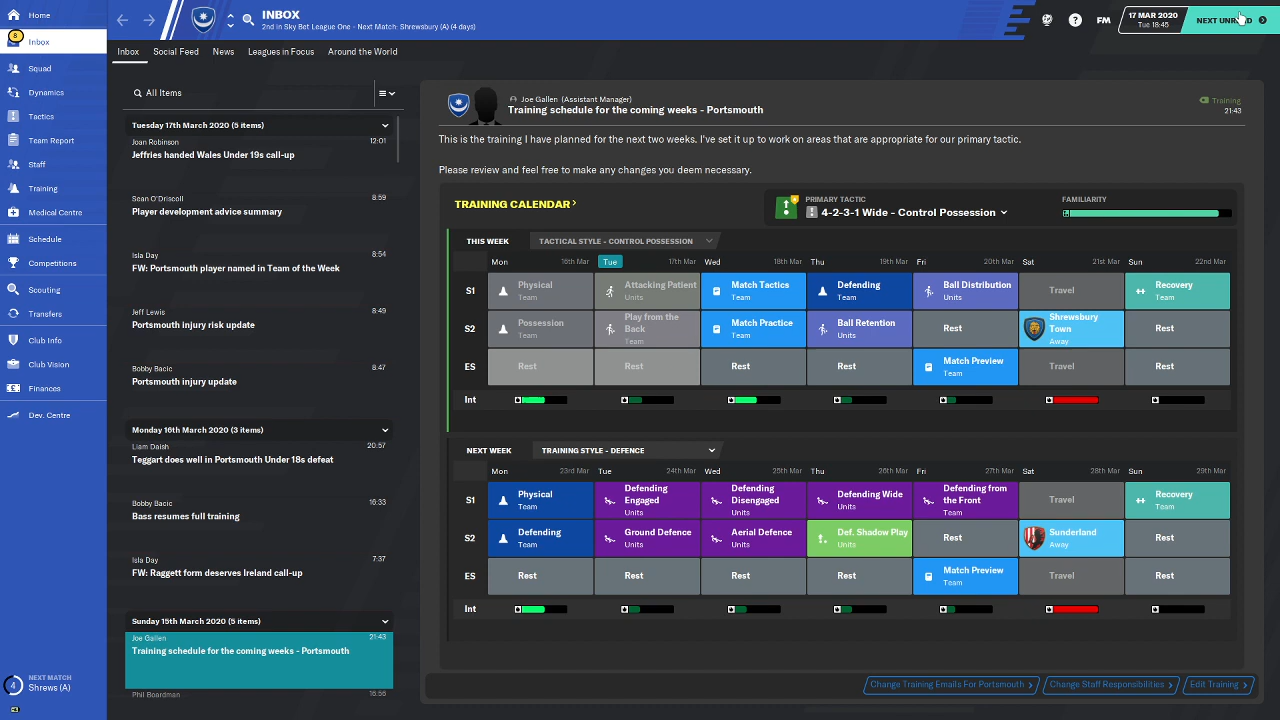 Home
Inbox
8
Squad
Dynamics
Tactics
Team Report
Staff
Training
Medical Centre
Schedule
Competitions
Scouting
Transfers
Club Info
Club Vision
Finances
Dev. Centre
NEXT MATCH
4
Shrews (A)
INBOX
2nd in Sky Bet League One - Next Match: Shrewsbury (A) (4 days)
?
FM
17 MAR 2020
Tue 18:45
NEXT UNREAD
Inbox
Social Feed
News
Leagues in Focus
Around the World
All Items
Tuesday 17th March 2020 (5 items)
Joan Robinson
12:01
Jeffries handed Wales Under 19s call-up
Sean O'Driscoll
8:59
Player development advice summary
Isla Day
8:54
FW: Portsmouth player named in Team of the Week
Jeff Lewis
8:49
Portsmouth injury risk update
Bobby Bacic
8:47
Portsmouth injury update
Monday 16th March 2020 (3 items)
Liam Daish
20:57
Teggart does well in Portsmouth Under 18s defeat
Bobby Bacic
16:33
Bass resumes full training
Isla Day
7:37
FW: Raggett form deserves Ireland call-up
Sunday 15th March 2020 (5 items)
Joe Gallen
21:43
Training schedule for the coming weeks - Portsmouth
Phil Boardman
16:56
Joe Gallen (Assistant Manager)
Training schedule for the coming weeks - Portsmouth
Training
21:43
This is the training I have planned for the next two weeks. I've set it up to work on areas that are appropriate for our primary tactic.
Please review and feel free to make any changes you deem necessary.
TRAINING CALENDAR
PRIMARY TACTIC
4-2-3-1 Wide - Control Possession
FAMILIARITY
THIS WEEK
TACTICAL STYLE - CONTROL POSSESSION
Mon 16th Mar Tue 17th Mar Wed 18th Mar Thu 19th Mar Fri 20th Mar Sat 21st Mar Sun 22nd Mar
S1
Physical
Team
Attacking Patient
Units
Match Tactics
Team
Defending
Team
Ball Distribution
Units
Travel
Recovery
Team
S2
Possession
Team
Play from the
Back
Team
Match Practice
Team
Ball Retention
Units
Rest
Shrewsbury
Town
Away
Rest
ES
Rest
Rest
Rest
Rest
Match Preview
Team
Travel
Rest
Int
NEXT WEEK
TRAINING STYLE - DEFENCE
Mon 23rd Mar Tue 24th Mar Wed 25th Mar Thu 26th Mar Fri 27th Mar Sat 28th Mar Sun 29th Mar
S1
Physical
Team
Defending
Engaged
Units
Defending
Disengaged
Units
Defending Wide
Units
Defending from
the Front
Team
Travel
Recovery
Team
S2
Defending
Team
Ground Defence
Units
Aerial Defence
Units
Def. Shadow Play
Units
Rest
Sunderland
Away
Rest
ES
Rest
Rest
Rest
Rest
Match Preview
Team
Travel
Rest
Int
Change Training Emails For Portsmouth
Change Staff Responsibilities
Edit Training